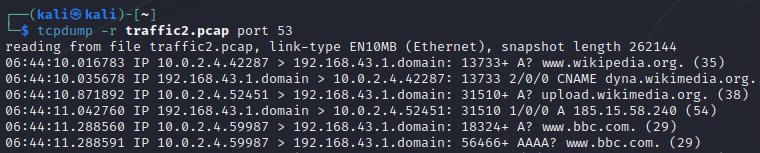 (kali㉿kali)-[~]
$ tcpdump -r traffic2.pcap port 53
reading from file traffic2.pcap, link-type EN10MB (Ethernet), snapshot length 262144
06:44:10.016783 IP 10.0.2.4.42287 > 192.168.43.1.domain: 13733+ A? www.wikipedia.org. (35)
06:44:10.035678 IP 192.168.43.1.domain > 10.0.2.4.42287: 13733 2/0/0 CNAME dyna.wikimedia.org.
06:44:10.871892 IP 10.0.2.4.52451 > 192.168.43.1.domain: 31510+ A? upload.wikimedia.org. (38)
06:44:11.042760 IP 192.168.43.1.domain > 10.0.2.4.52451: 31510 1/0/0 A 185.15.58.240 (54)
06:44:11.288560 IP 10.0.2.4.59987 > 192.168.43.1.domain: 18324+ A? www.bbc.com. (29)
06:44:11.288591 IP 10.0.2.4.59987 > 192.168.43.1.domain: 56466+ AAAA? www.bbc.com. (29)